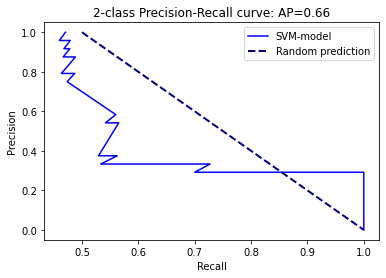 2-class Precision-Recall curve: AP=0.66
SVM-model
Random prediction
Precision
1.0
0.8
0.6
0.4
0.2
0.0
0.5 0.6 0.7 0.8 0.9 1.0
Recall